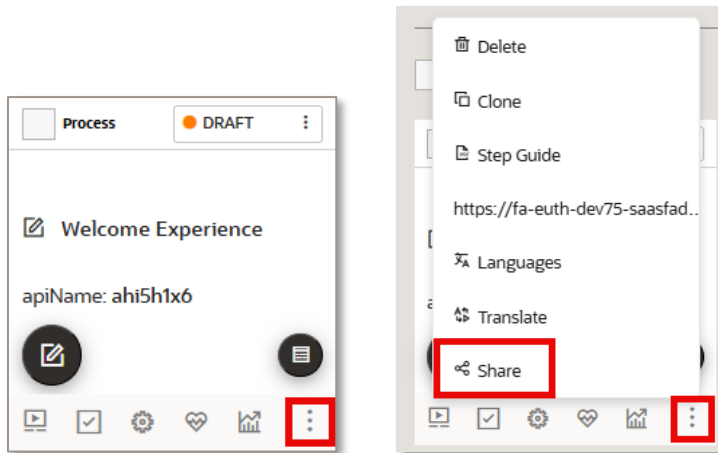 Process
DRAFT
Welcome Experience
apiName: ahi5h1x6
Delete
Clone
Step Guide
https://fa-euth-dev75-saasfad..
Languages
Translate
Share